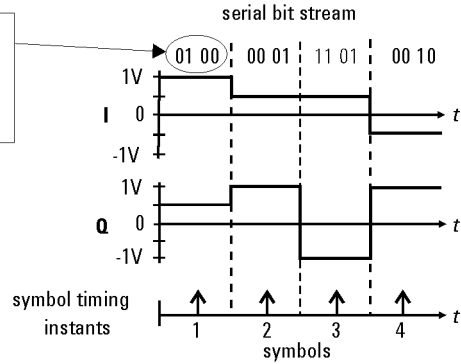 serial bit stream
01 00 00 01 11 01 00 10
1V
I 0 t
-1V
1V
Q 0 t
-1V
symbol timing
instants
t
1 2 3 4
symbols